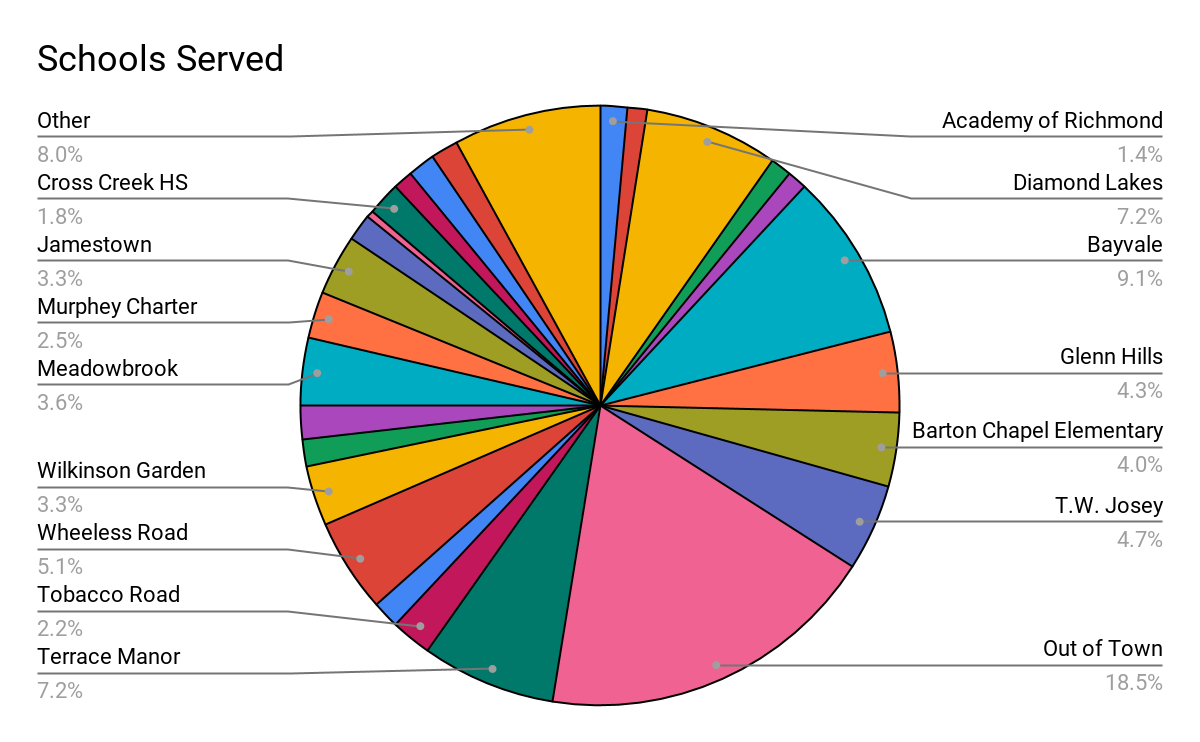 Schools Served
Other
8.0%
Cross Creek HS
1.8%
Jamestown
3.3%
Murphey Charter
2.5%
Meadowbrook
3.6%
Wilkinson Garden
3.3%
Wheeless Road
5.1%
Tobacco Road
2.2%
Terrace Manor
7.2%
Academy of Richmond
1.4%
Diamond Lakes
7.2%
Bayvale
9.1%
Glenn Hills
4.3%
Barton Chapel Elementary
4.0%
T.W. Josey
4.7%
Out of Town
18.5%